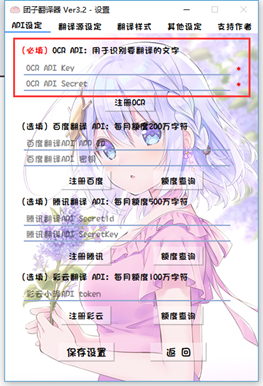 团子翻译器 Ver3.2 - 设置
API设定 翻译源设定 翻译样式 其他设定 支持作者
(必填) OCR API: 用于识别要翻译的文字
OCR API Key *
OCR API Secret *
注册OCR
(选填) 百度翻译 API: 每月额度200万字符
百度翻译API APP ID
百度翻译API 密钥
注册百度 额度查询
(选填) 腾讯翻译 API: 每月额度500万字符
腾讯翻译API SecretId
腾讯翻译API SecretKey
注册腾讯 额度查询
(选填) 彩云翻译 API: 每月额度100万字符
彩云小译API token
注册彩云 额度查询
保存设置 返 回